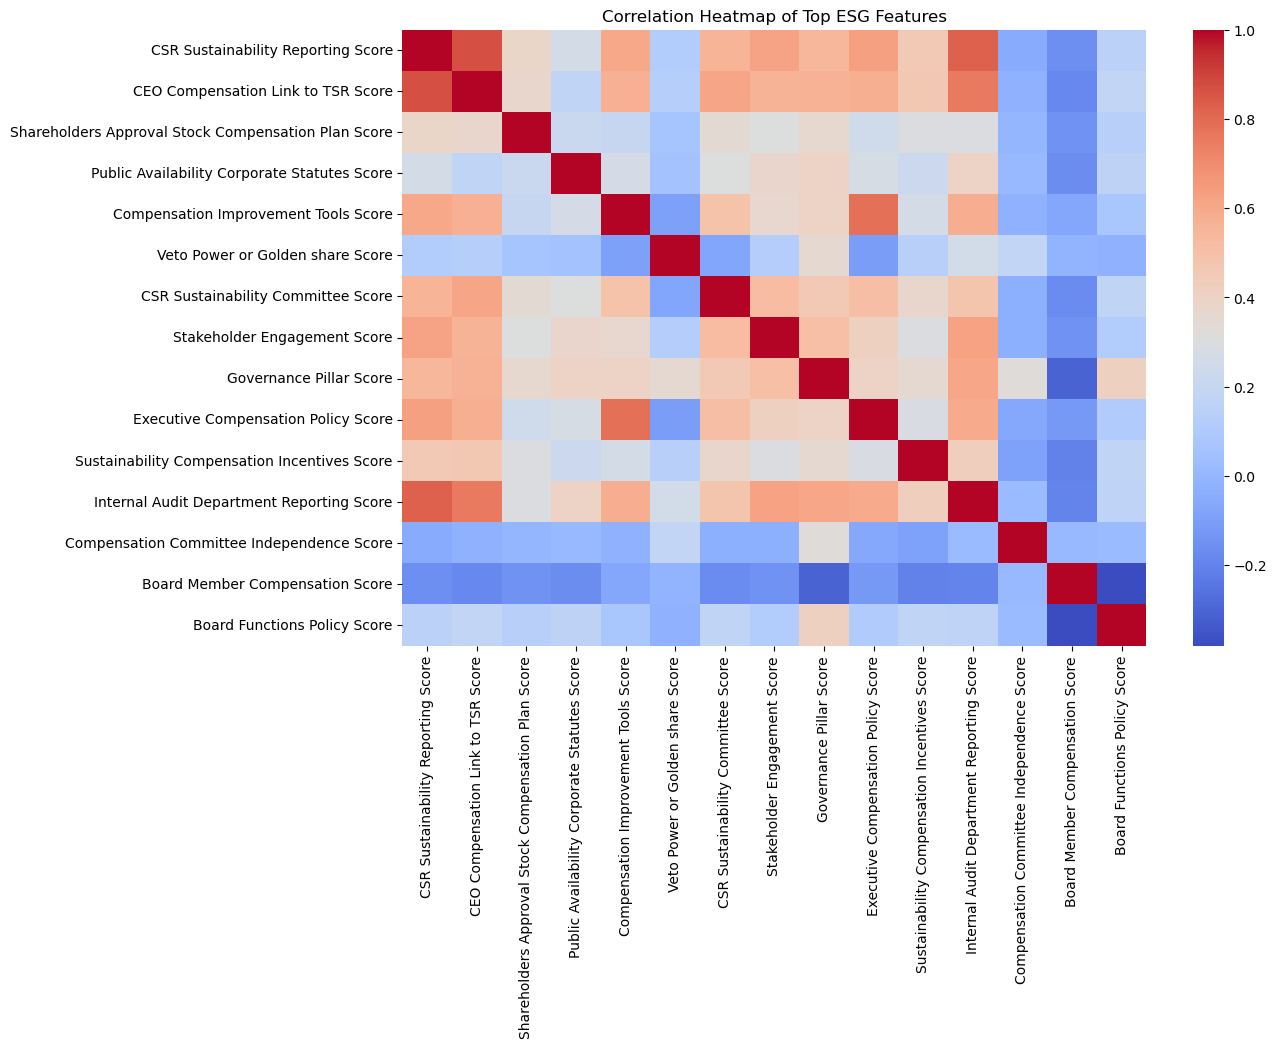 Correlation Heatmap of Top ESG Features
CSR Sustainability Reporting Score
CEO Compensation Link to TSR Score
Shareholders Approval Stock Compensation Plan Score
Public Availability Corporate Statutes Score
Compensation Improvement Tools Score
Veto Power or Golden share Score
CSR Sustainability Committee Score
Stakeholder Engagement Score
Governance Pillar Score
Executive Compensation Policy Score
Sustainability Compensation Incentives Score
Internal Audit Department Reporting Score
Compensation Committee Independence Score
Board Member Compensation Score
Board Functions Policy Score
CSR Sustainability Reporting Score
CEO Compensation Link to TSR Score
Shareholders Approval Stock Compensation Plan Score
Public Availability Corporate Statutes Score
Compensation Improvement Tools Score
Veto Power or Golden share Score
CSR Sustainability Committee Score
Stakeholder Engagement Score
Governance Pillar Score
Executive Compensation Policy Score
Sustainability Compensation Incentives Score
Internal Audit Department Reporting Score
Compensation Committee Independence Score
Board Member Compensation Score
Board Functions Policy Score
1.0
0.8
0.6
0.4
0.2
0.0
−0.2